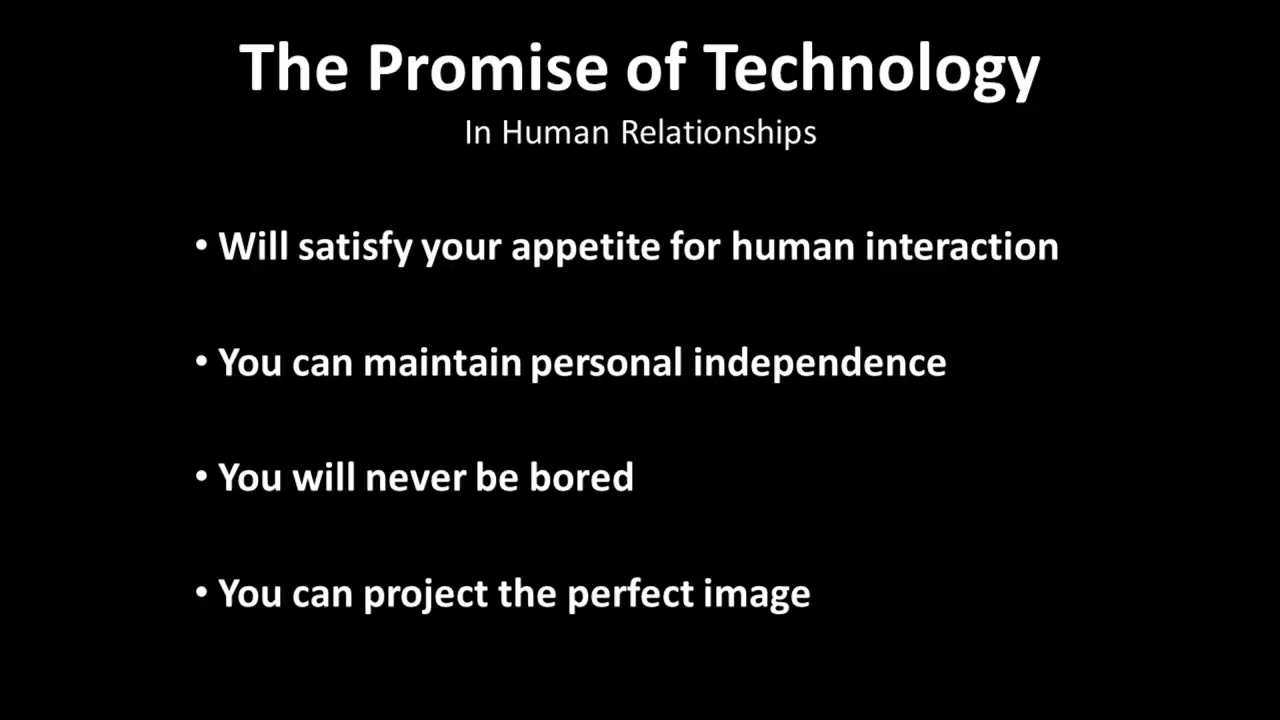 The Promise of Technology
In Human Relationships
• Will satisfy your appetite for human interaction
• You can maintain personal independence
• You will never be bored
• You can project the perfect image